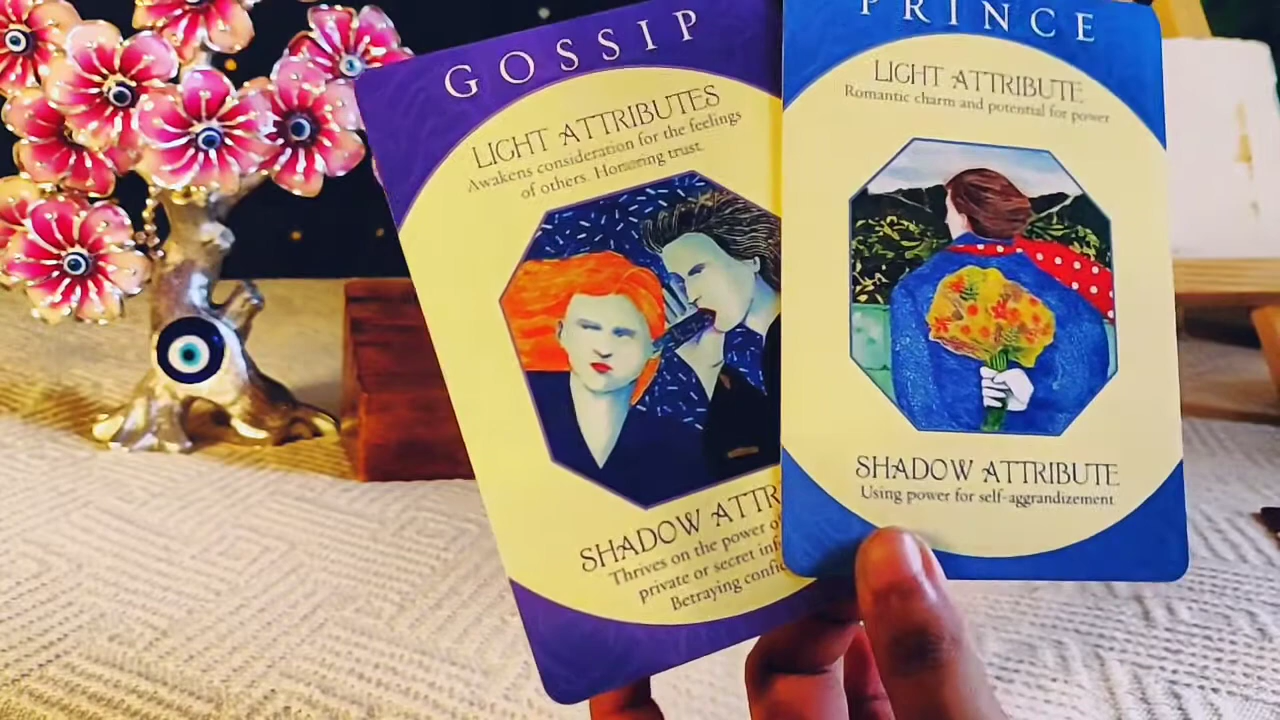 GOSSIP
LIGHT ATTRIBUTES
Awakens consideration for the feelings
of others. Honoring trust.
SHADOW ATTR
Thrives on the power o
private or secret inf
Betraying confi
PRINCE
LIGHT ATTRIBUTE
Romantic charm and potential for power
SHADOW ATTRIBUTE
Using power for self-aggrandizement